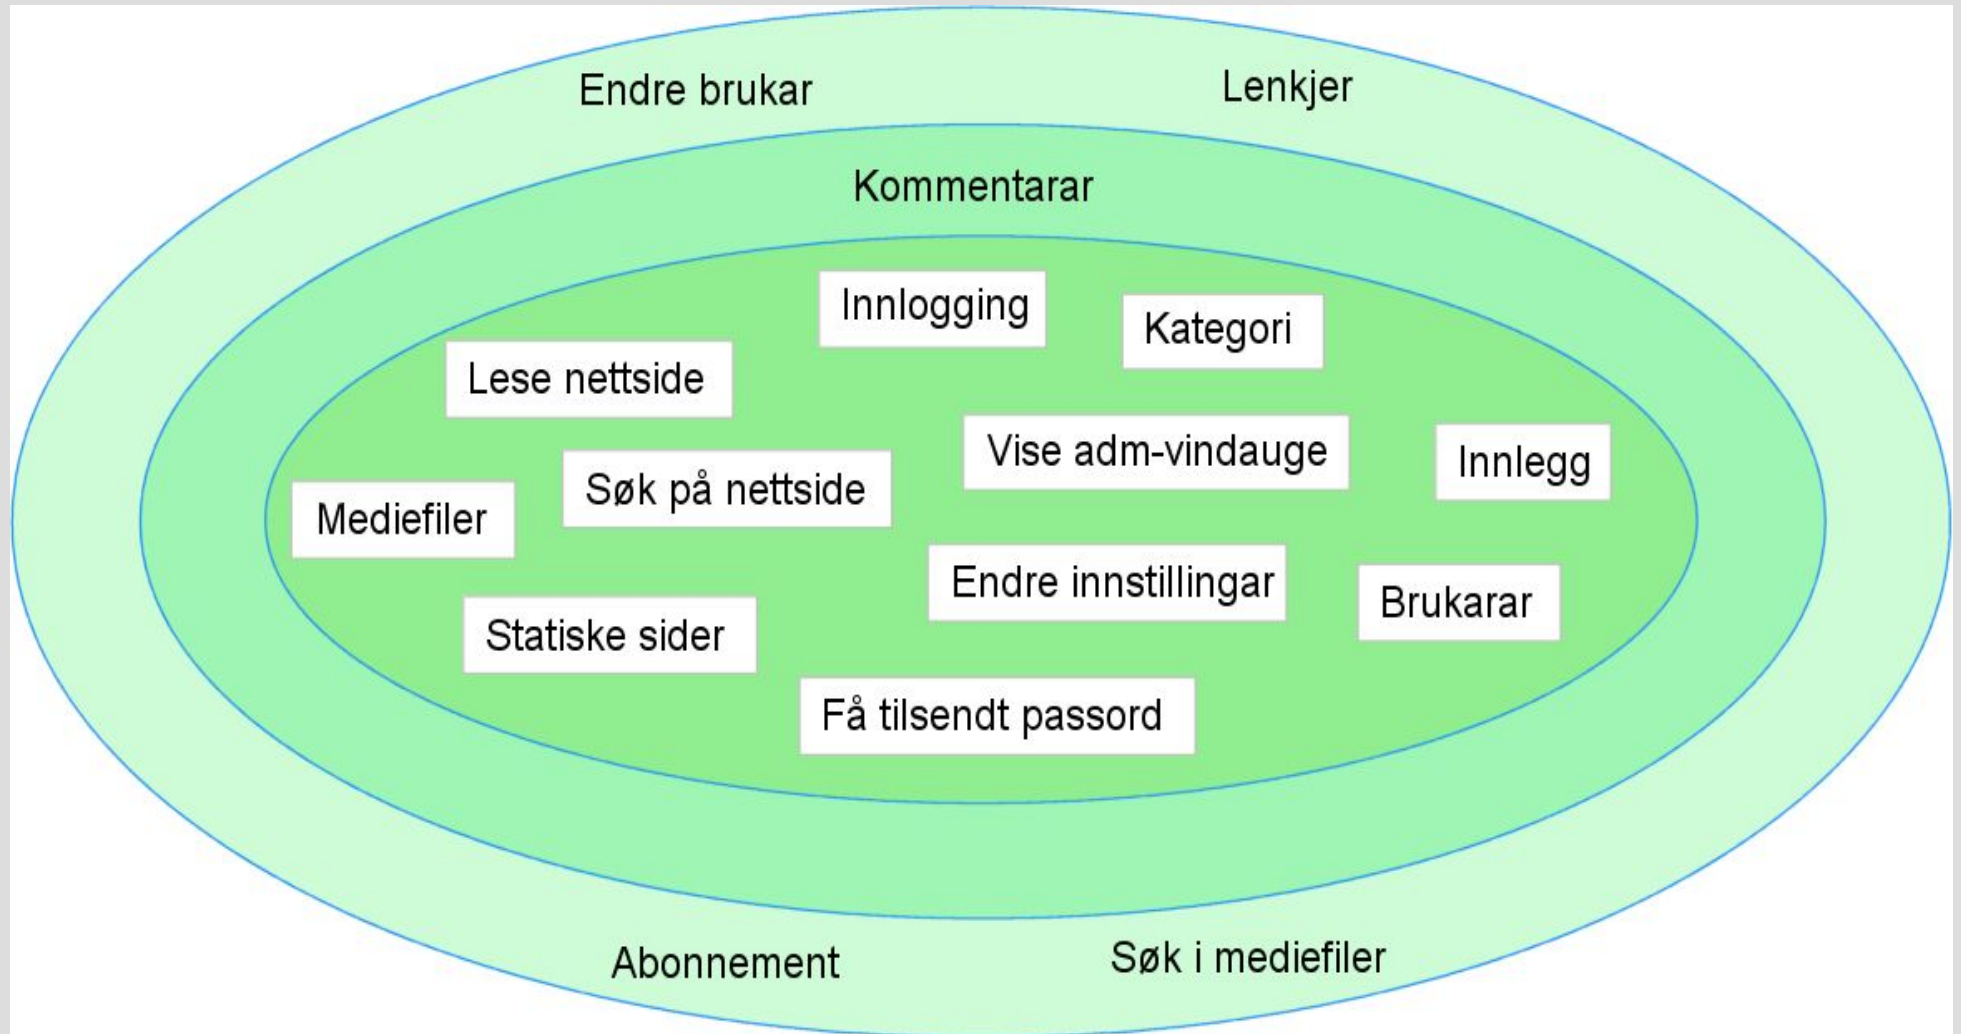 Endre brukar
Lenkjer
Kommentarar
Innlogging
Kategori
Lese nettside
Vise adm-vindauge
Innlegg
Søk på nettside
Mediefiler
Endre innstillingar
Brukarar
Statiske sider
Få tilsendt passord
Abonnement
Søk i mediefiler